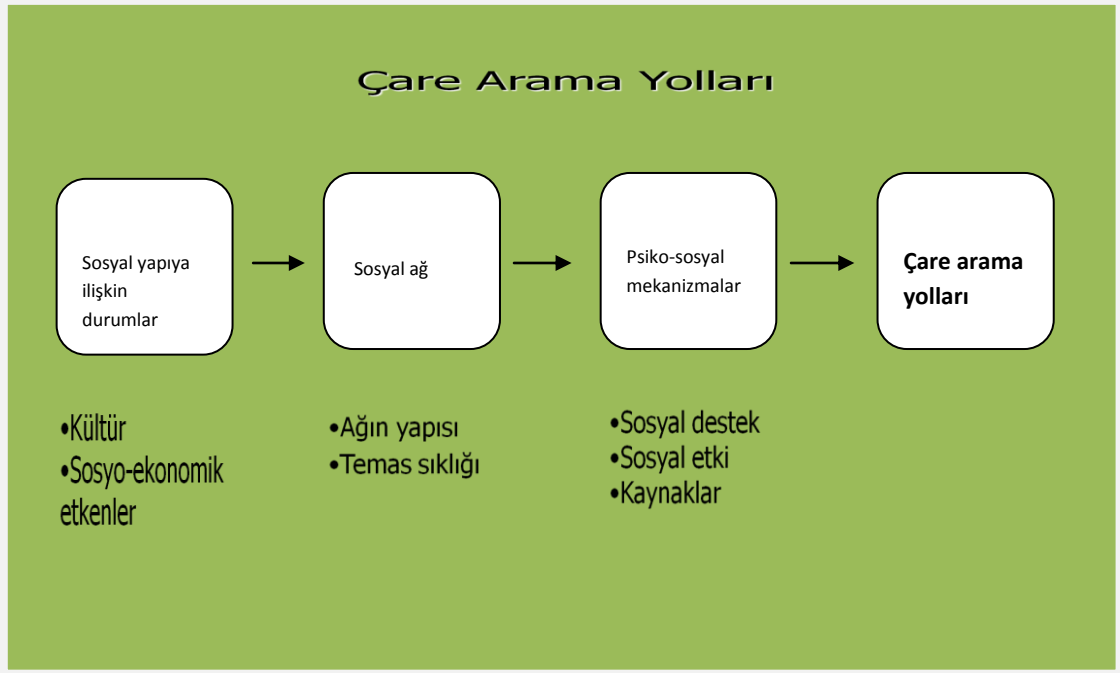 Çare Arama Yolları
Sosyal yapıya
ilişkin
durumlar
Sosyal ağ
Psiko-sosyal
mekanizmalar
Çare arama
yolları
•Kültür
•Sosyo-ekonomik
etkenler
•Ağın yapısı
•Temas sıklığı
•Sosyal destek
•Sosyal etki
•Kaynaklar